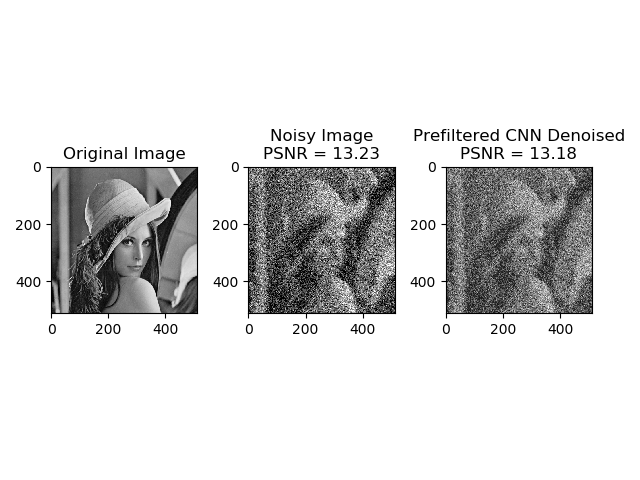 Original Image
Noisy Image
PSNR = 13.23
Prefiltered CNN Denoised
PSNR = 13.18
0
200
400
0
200
400
0
200
400
0 200 400
0 200 400
0 200 400